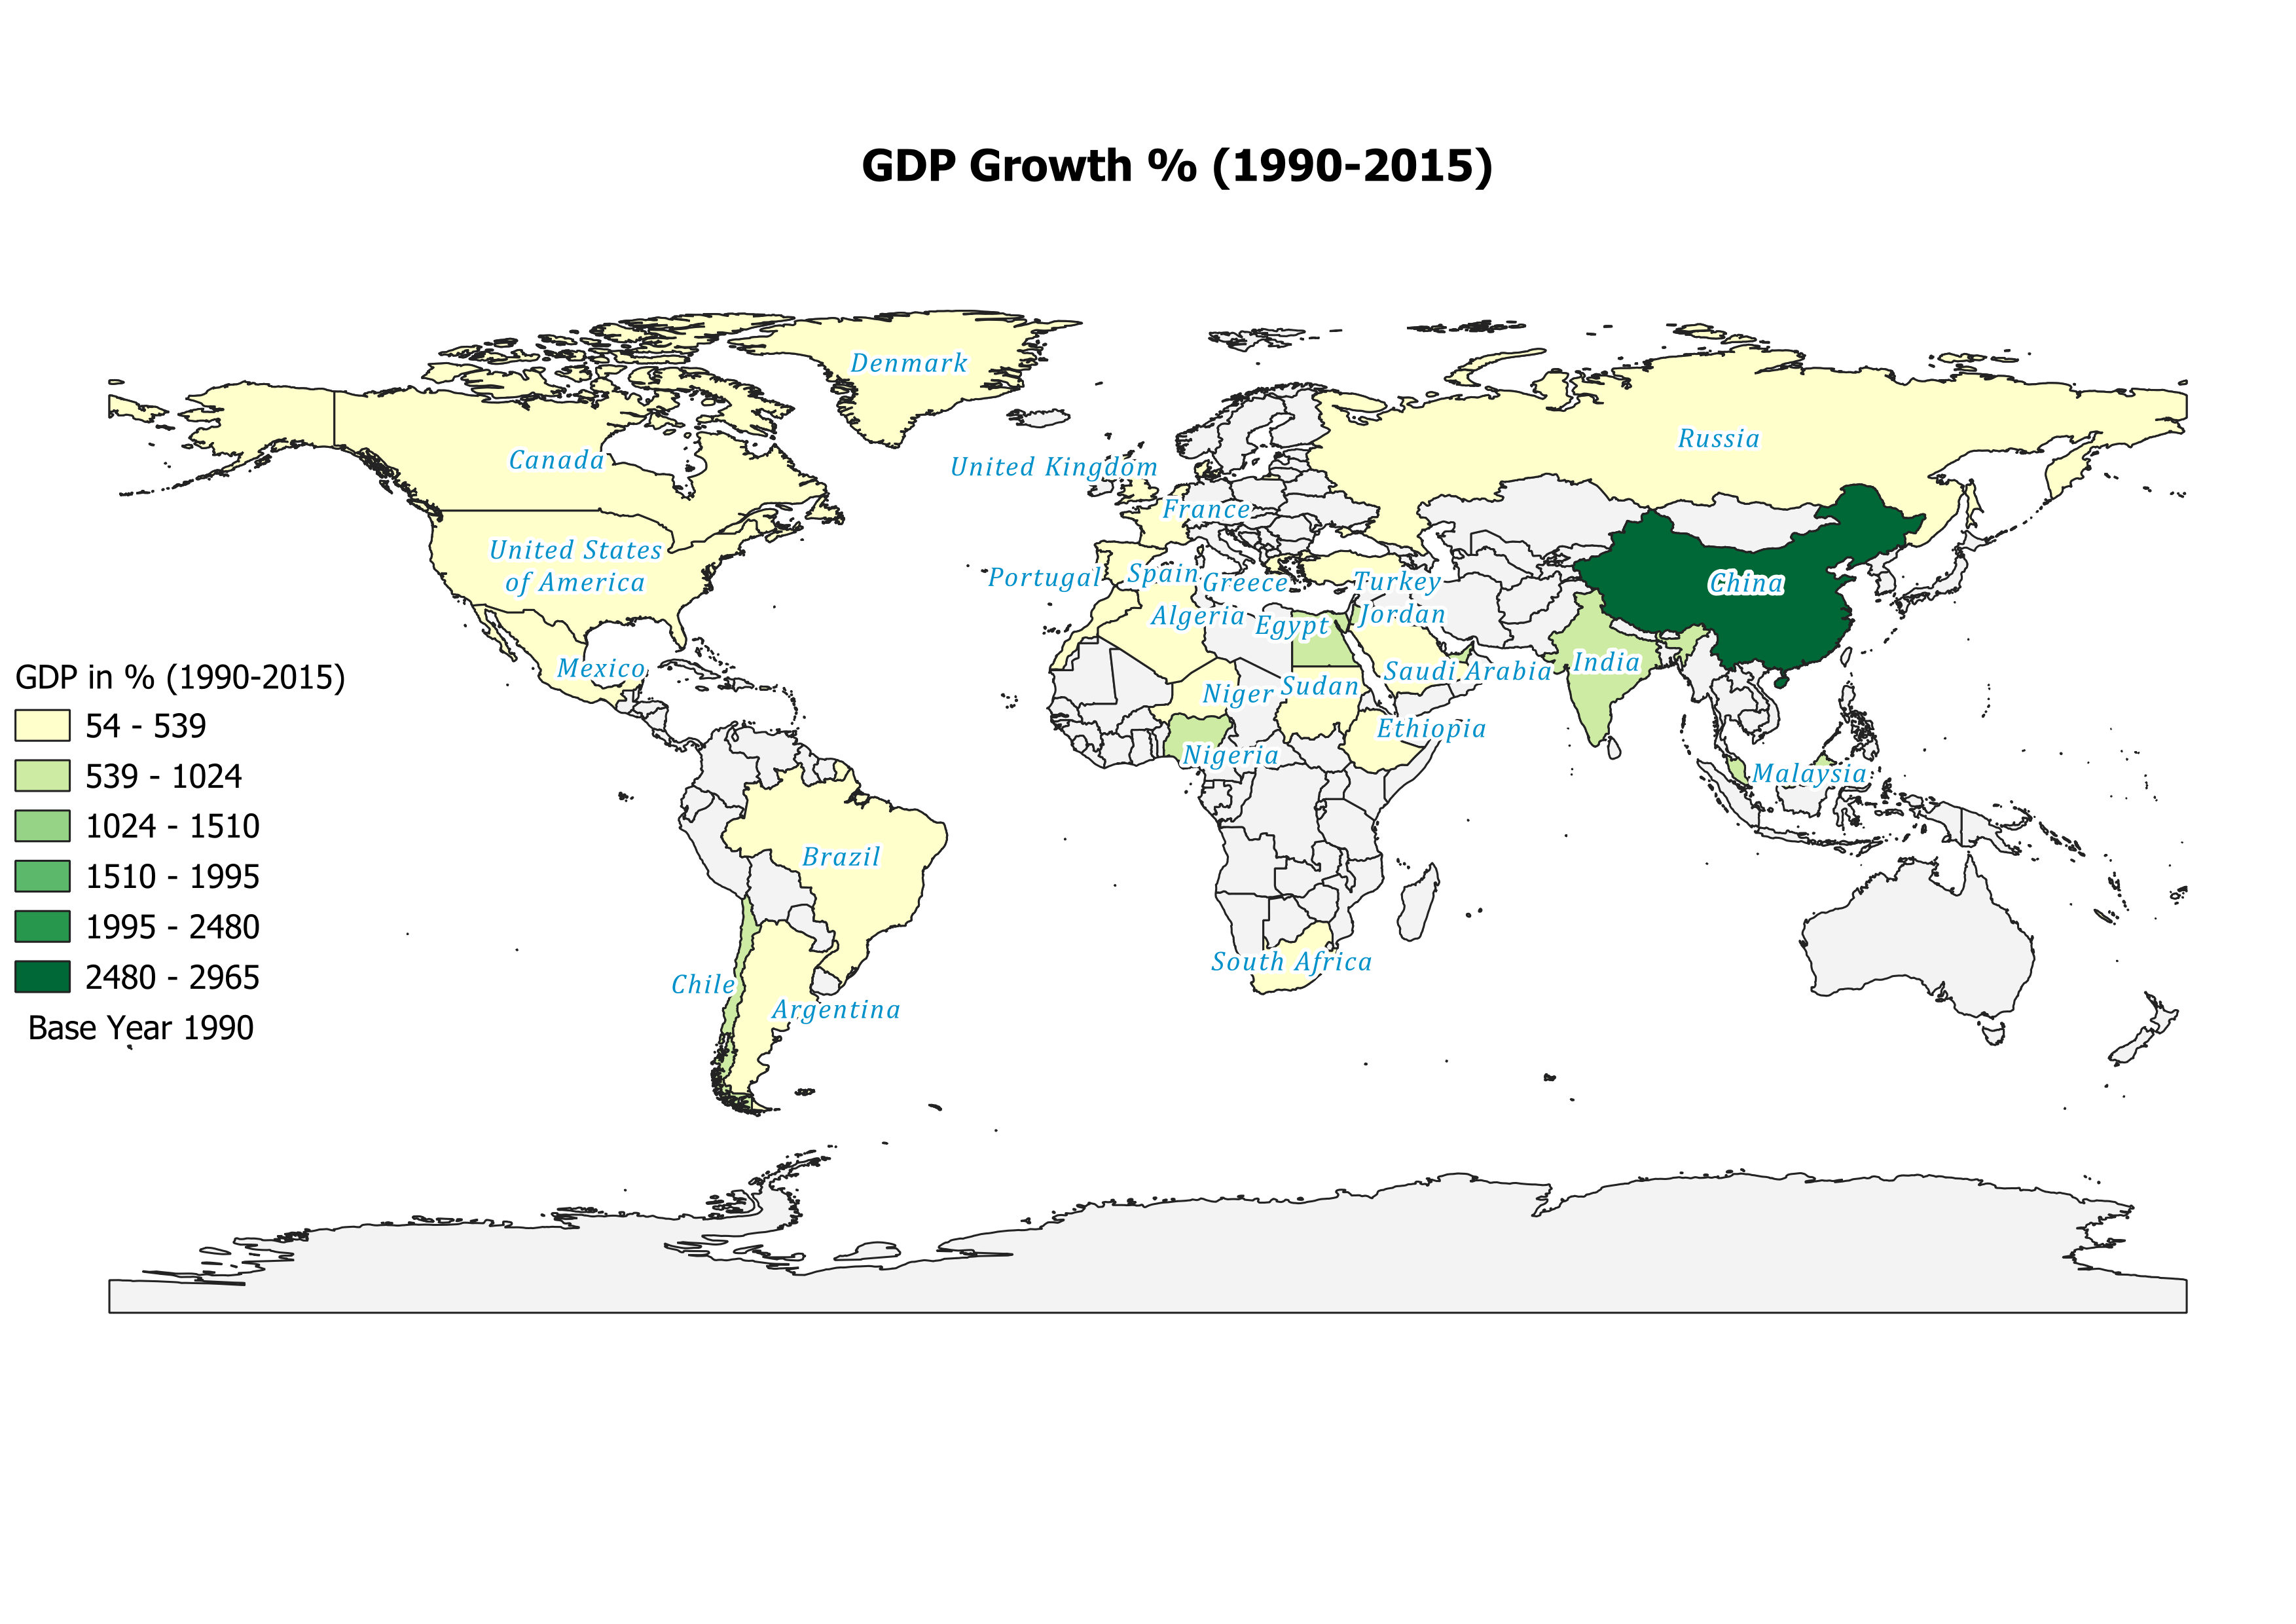 GDP Growth % (1990-2015)
Denmark
Russia
Canada
United Kingdom
France
United States
of America
Portugal
Spain
Greece
Turkey
China
Algeria
Egypt
Jordan
Mexico
Saudi Arabia
India
Niger
Sudan
Ethiopia
Nigeria
Malaysia
Brazil
South Africa
Chile
Argentina
GDP in % (1990-2015)
54 - 539
539 - 1024
1024 - 1510
1510 - 1995
1995 - 2480
2480 - 2965
Base Year 1990